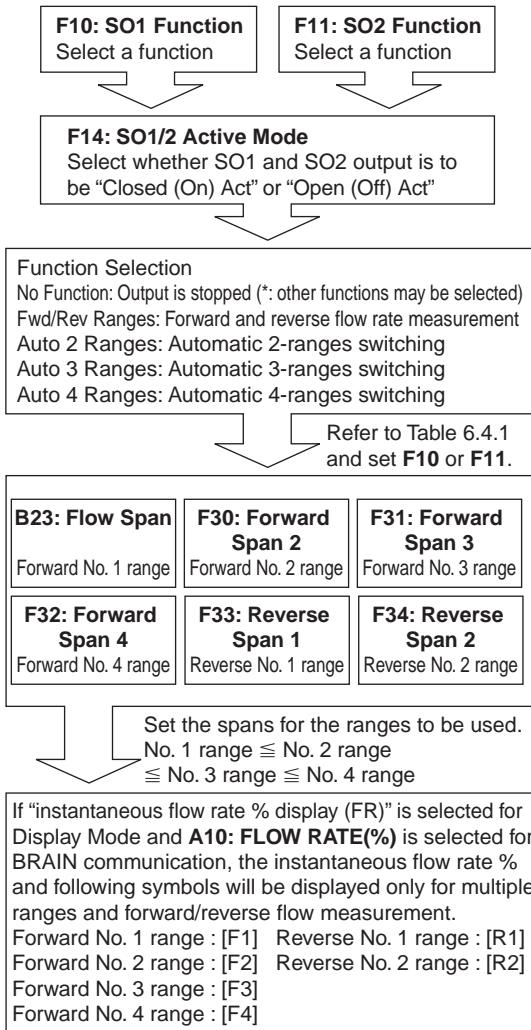 F10: SO1 Function
Select a function
F11: SO2 Function
Select a function
F14: SO1/2 Active Mode
Select whether SO1 and SO2 output is to
be “Closed (On) Act” or “Open (Off) Act”
Function Selection
No Function: Output is stopped (*: other functions may be selected)
Fwd/Rev Ranges: Forward and reverse flow rate measurement
Auto 2 Ranges: Automatic 2-ranges switching
Auto 3 Ranges: Automatic 3-ranges switching
Auto 4 Ranges: Automatic 4-ranges switching
Refer to Table 6.4.1
and set F10 or F11.
B23: Flow Span
Forward No. 1 range
F30: Forward
Span 2
Forward No. 2 range
F31: Forward
Span 3
Forward No. 3 range
F32: Forward
Span 4
Forward No. 4 range
F33: Reverse
Span 1
Reverse No. 1 range
F34: Reverse
Span 2
Reverse No. 2 range
Set the spans for the ranges to be used.
No. 1 range ≦ No. 2 range
≦ No. 3 range ≦ No. 4 range
If “instantaneous flow rate % display (FR)” is selected for
Display Mode and A10: FLOW RATE(%) is selected for
BRAIN communication, the instantaneous flow rate %
and following symbols will be displayed only for multiple
ranges and forward/reverse flow measurement.
Forward No. 1 range : [F1] Reverse No. 1 range : [R1]
Forward No. 2 range : [F2] Reverse No. 2 range : [R2]
Forward No. 3 range : [F3]
Forward No. 4 range : [F4]